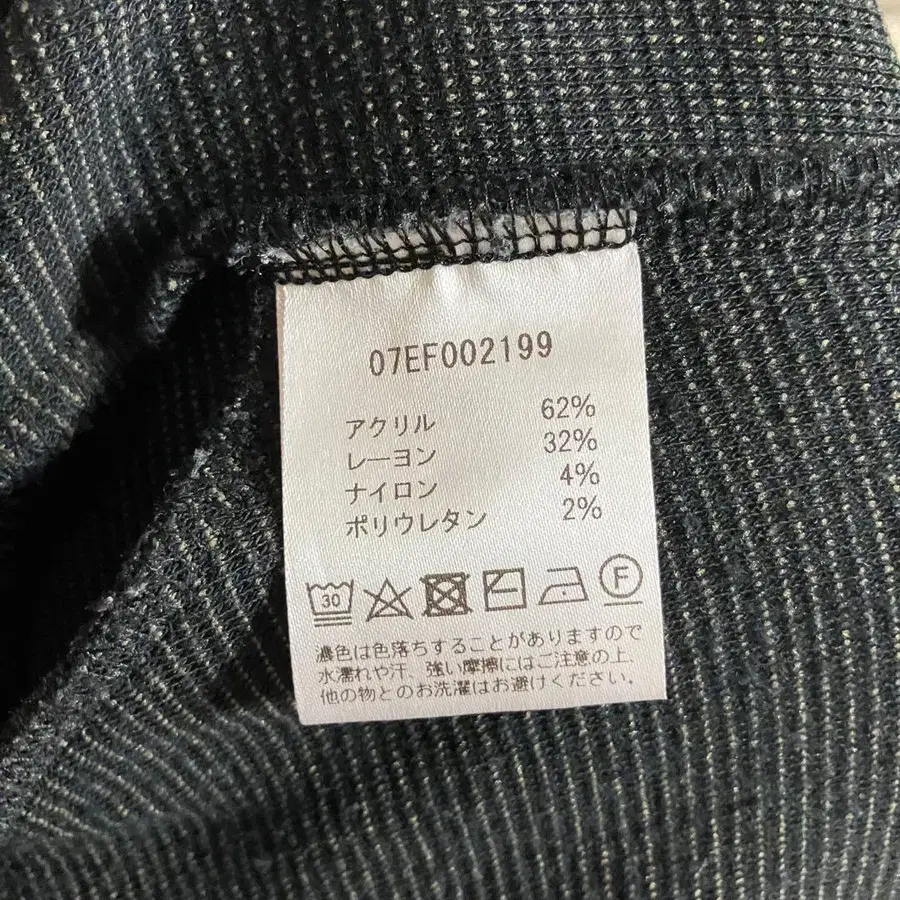 07EF002199
アクリル 62%
レーヨン 32%
ナイロン 4%
ポリウレタン 2%
30 F
濃色は色落ちすることがありますので
水濡れや汗、強い摩擦にはご注意の上、
他の物とのお洗濯はお避けください。